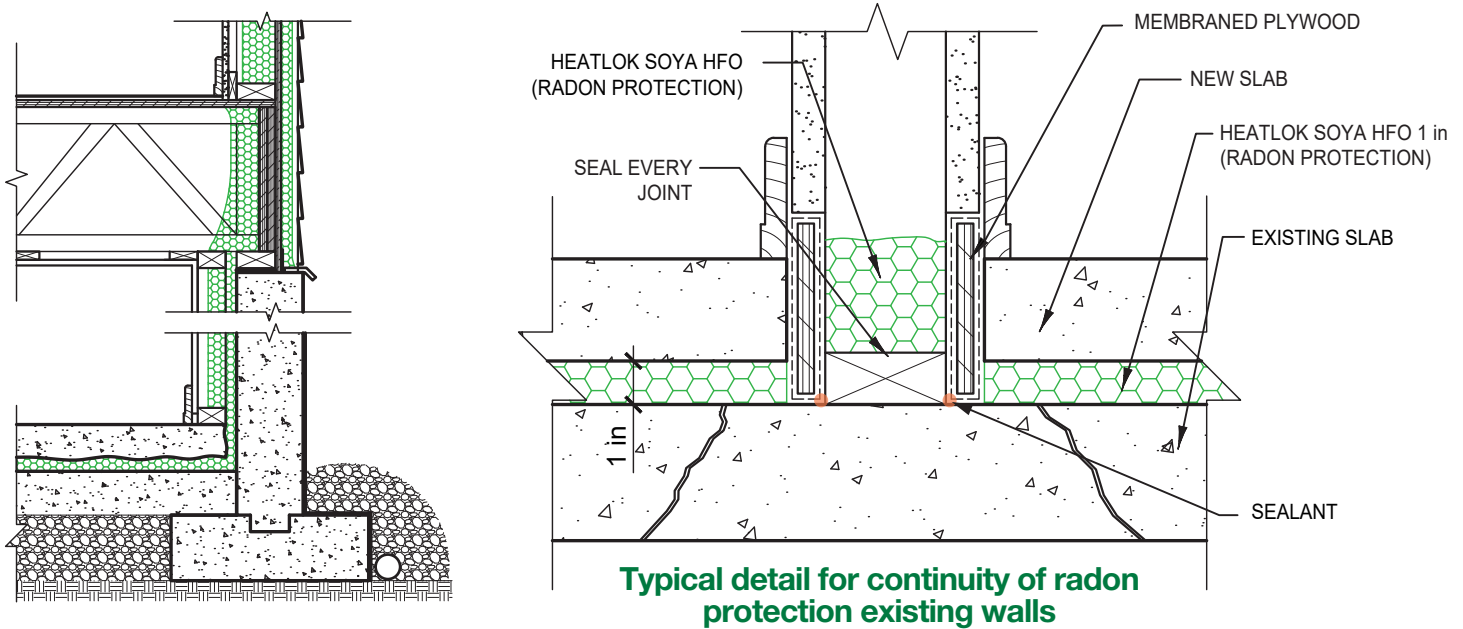 MEMBRANED PLYWOOD
HEATLOK SOYA HFO
(RADON PROTECTION)
NEW SLAB
HEATLOK SOYA HFO 1 in
(RADON PROTECTION)
SEAL EVERY
JOINT
EXISTING SLAB
1 in
SEALANT
Typical detail for continuity of radon
protection existing walls